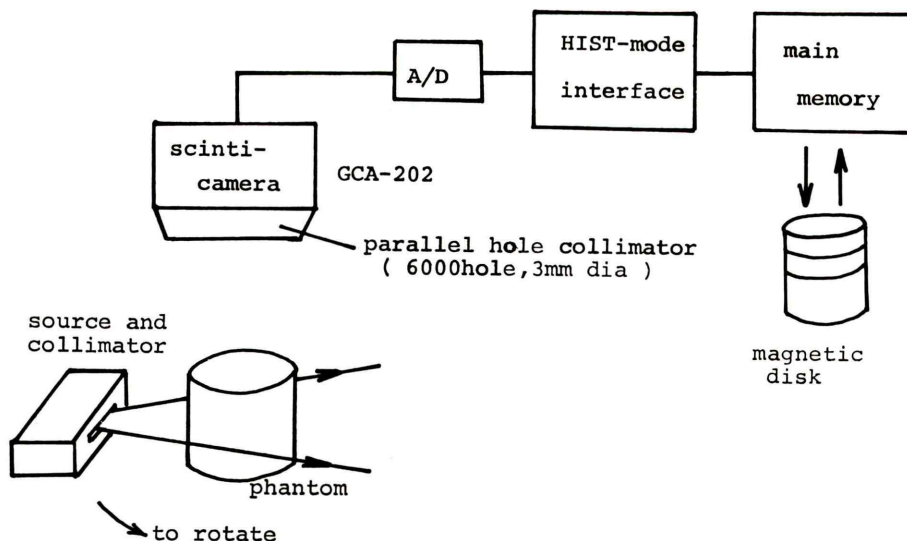 HIST-mode
interface
main
memory
A/D
scinti-
camera
GCA-202
parallel hole collimator
( 6000hole,3mm dia )
source and
collimator
magnetic
disk
phantom
to rotate